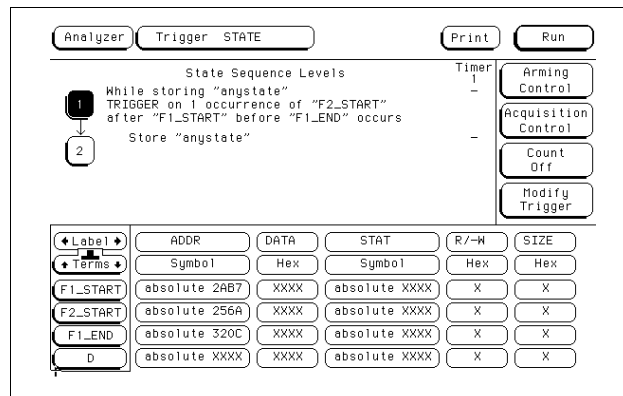 Analyzer Trigger STATE Print Run
State Sequence Levels Timer 1
While storing "anystate" –
1 TRIGGER on 1 occurrence of "F2_START"
after "F1_START" before "F1_END" occurs
2 Store "anystate" –
Arming Control
Acquisition Control
Count Off
Modify Trigger
Label ADDR DATA STAT R/-W SIZE
Terms Symbol Hex Symbol Hex Hex
F1_START absolute 2AB7 XXXX absolute XXXX X X
F2_START absolute 256A XXXX absolute XXXX X X
F1_END absolute 320C XXXX absolute XXXX X X
D absolute XXXX XXXX absolute XXXX X X